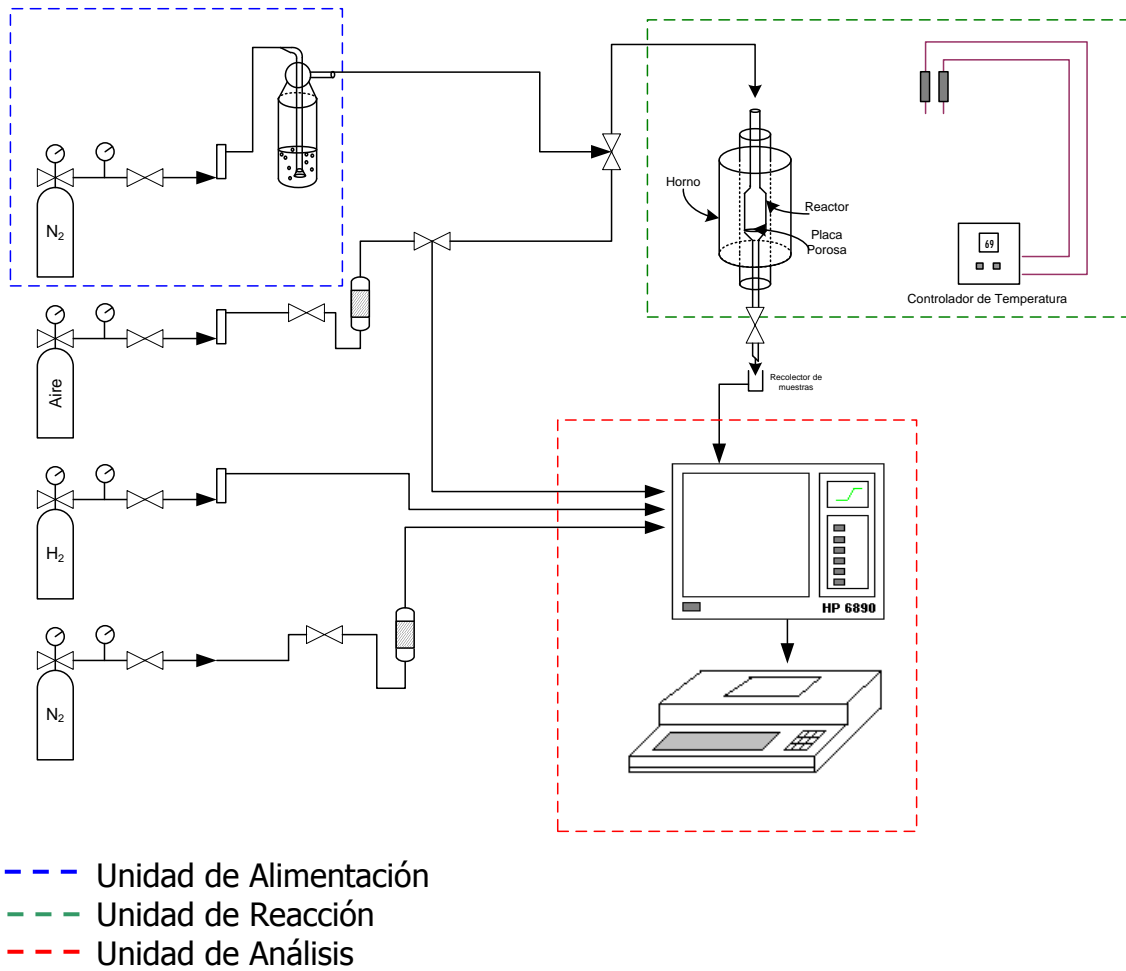 N2
Aire
H2
N2
Horno
Reactor
Placa
Porosa
69
Controlador de Temperatura
Recolector de
muestras
HP 6890
Unidad de Alimentación
Unidad de Reacción
Unidad de Análisis